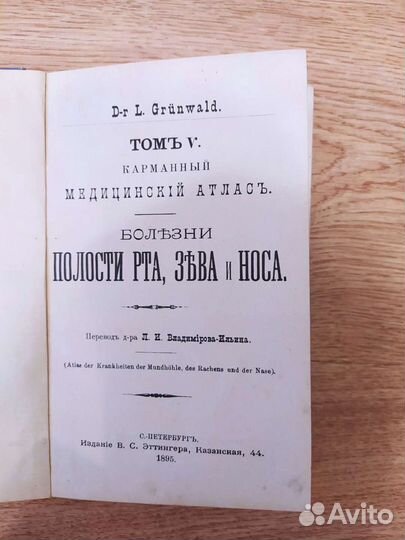 D-r L. Grünwald.
ТОМЪ V.
КАРМАННЫЙ
МЕДИЦИНСКІЙ АТЛАСЪ.
БОЛѢЗНИ
ПОЛОСТИ РТА, ЗѢВА И НОСА.
Переводъ д-ра Л. И. Владимірова-Ильина.
(Atlas der Krankheiten der Mundhöhle, des Rachens und der Nase).
С.-ПЕТЕРБУРГЪ.
Изданіе В. С. Эттингера, Казанская, 44.
1895.
Avito